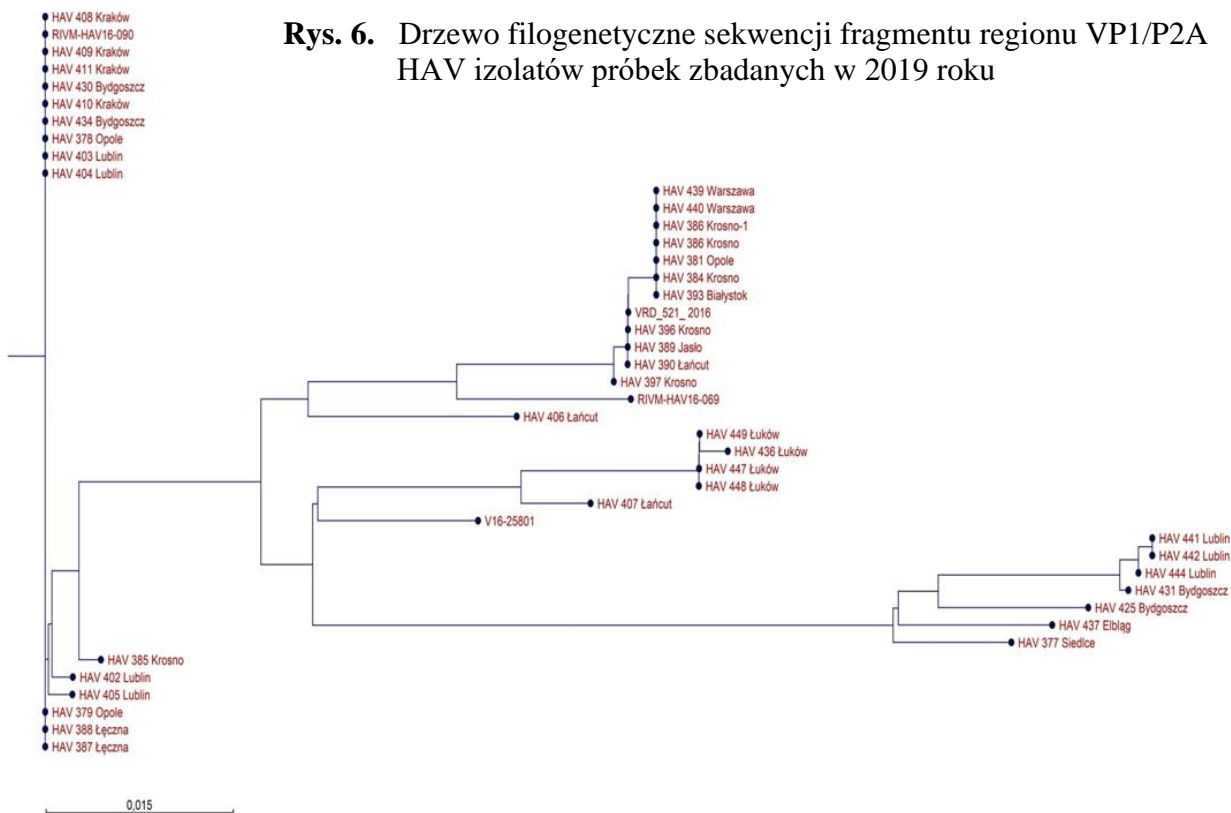 Rys. 6. Drzewo filogenetyczne sekwencji fragmentu regionu VP1/P2A
HAV izolatów próbek zbadanych w 2019 roku
HAV 408 Kraków
RIVM-HAV16-090
HAV 409 Kraków
HAV 411 Kraków
HAV 430 Bydgoszcz
HAV 410 Kraków
HAV 434 Bydgoszcz
HAV 378 Opole
HAV 403 Lublin
HAV 404 Lublin
HAV 439 Warszawa
HAV 440 Warszawa
HAV 386 Krosno-1
HAV 386 Krosno
HAV 381 Opole
HAV 384 Krosno
HAV 393 Białystok
VRD_521_ 2016
HAV 396 Krosno
HAV 389 Jasło
HAV 390 Łańcut
HAV 397 Krosno
RIVM-HAV16-069
HAV 406 Łańcut
HAV 449 Łuków
HAV 436 Łuków
HAV 447 Łuków
HAV 448 Łuków
HAV 407 Łańcut
V16-25801
HAV 441 Lublin
HAV 442 Lublin
HAV 444 Lublin
HAV 431 Bydgoszcz
HAV 425 Bydgoszcz
HAV 437 Elbląg
HAV 377 Siedlce
HAV 385 Krosno
HAV 402 Lublin
HAV 405 Lublin
HAV 379 Opole
HAV 388 Łęczna
HAV 387 Łęczna
0,015